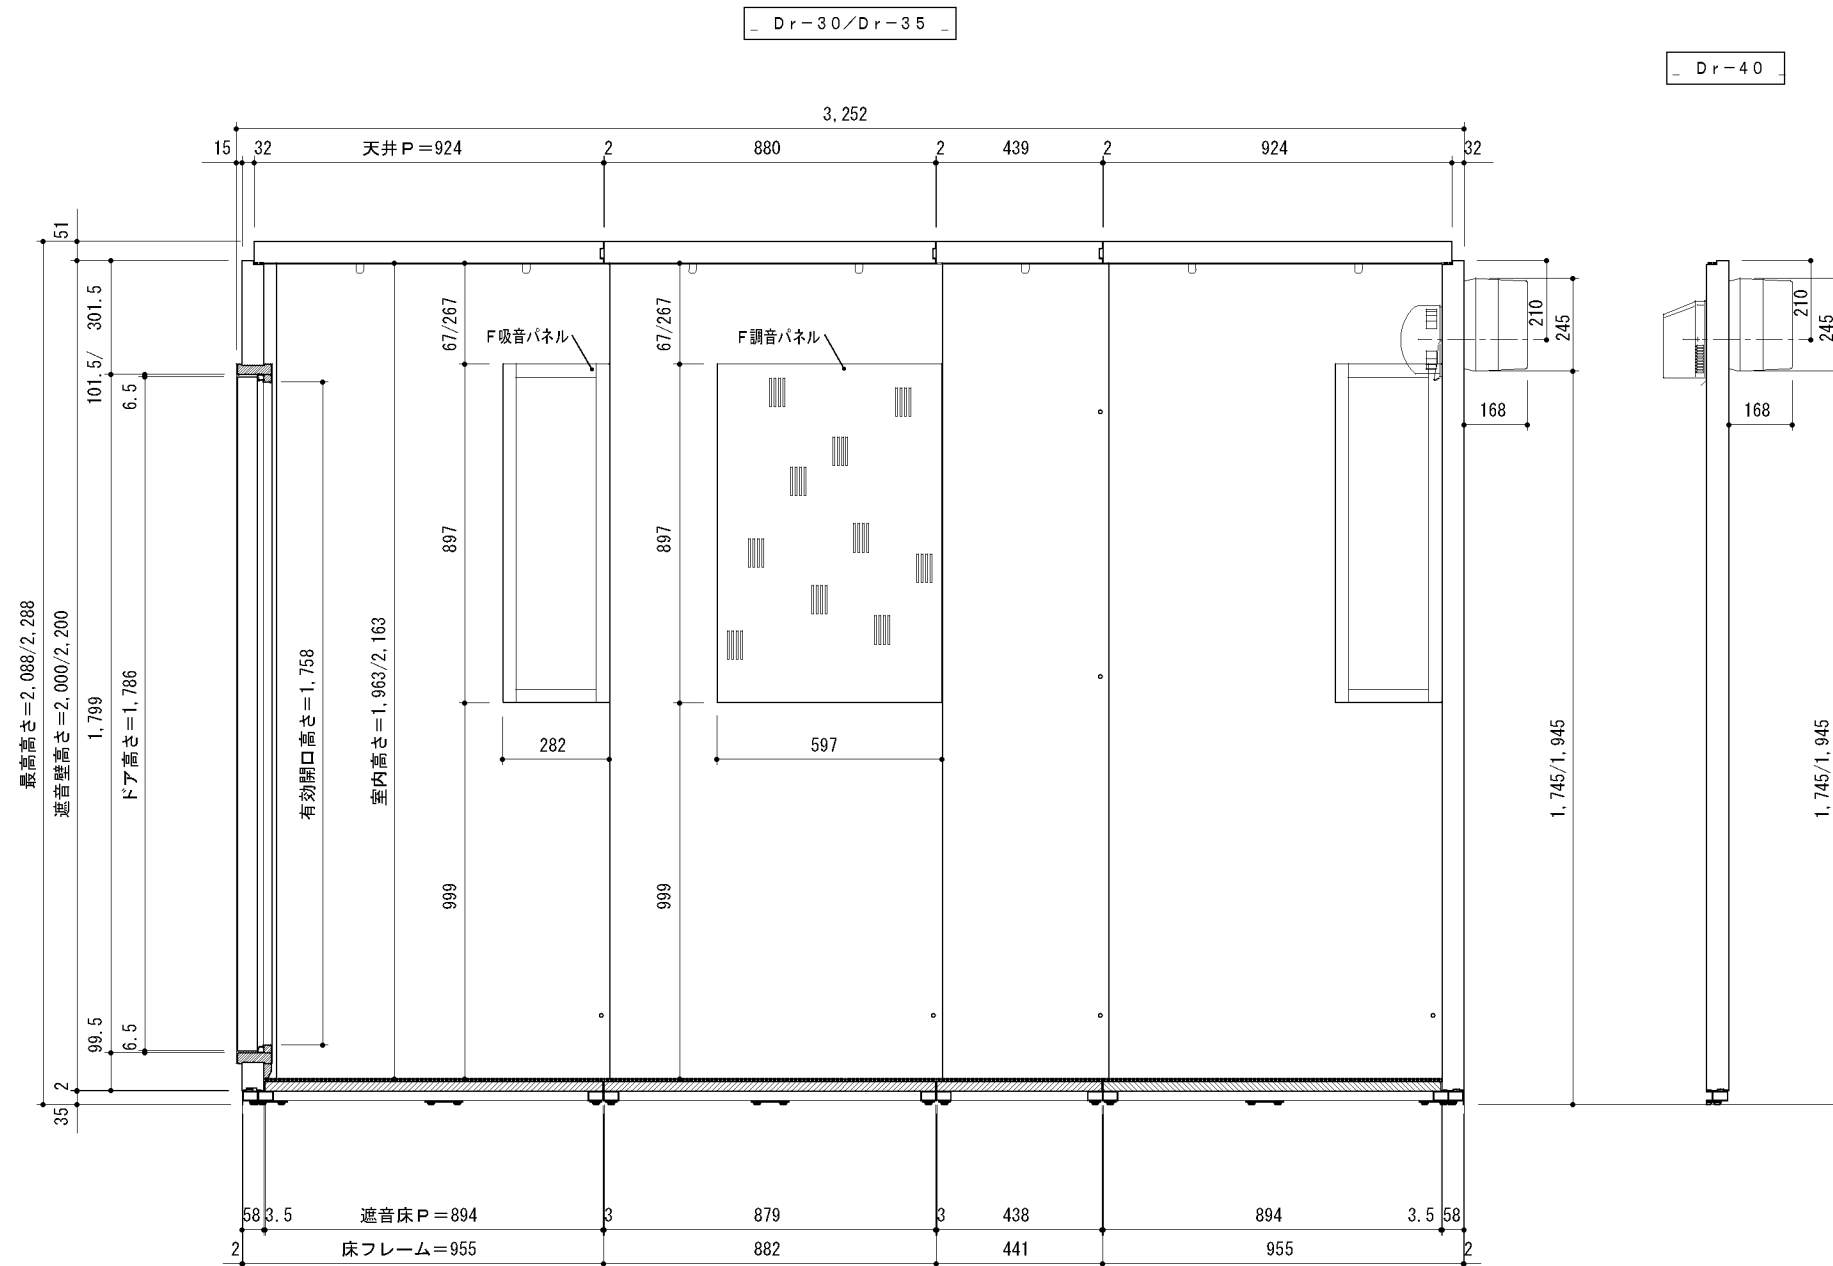 Dr-30/Dr-35
Dr-40
3,252
15 32 天井P=924 2 880 2 439 2 924 32
51
101.5/ 301.5
6.5
67/267
67/267
F吸音パネル
F調音パネル
210
245
210
245
168
168
897
897
最高高さ=2,088/2,288
遮音壁高さ=2,000/2,200
1,799
ドア高さ=1,786
有効開口高さ=1,758
室内高さ=1,963/2,163
282
597
1,745/1,945
1,745/1,945
999
999
99.5
6.5
2
35
58 3.5 遮音床P=894 3 879 3 438 894 3.5 58
2 床フレーム=955 882 441 955 2